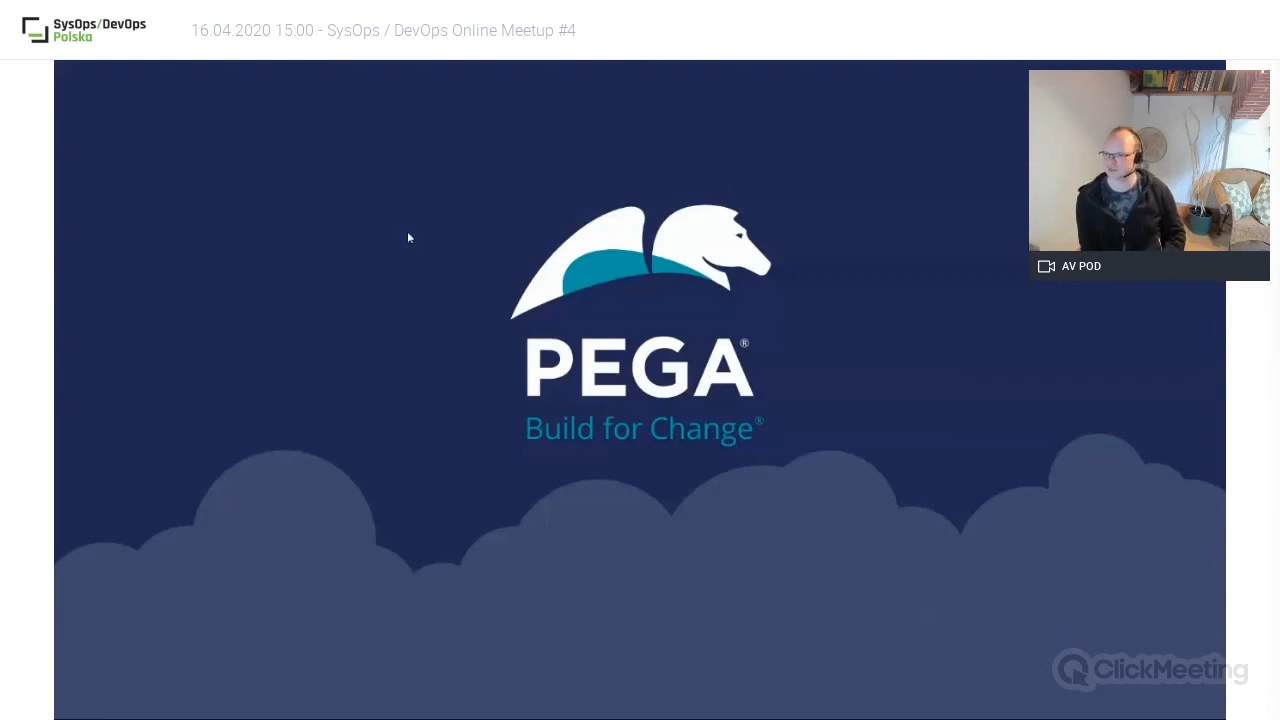 SysOps/DevOps
Polska
16.04.2020 15:00 - SysOps / DevOps Online Meetup #4
AV POD
PEGA®
Build for Change®
ClickMeeting